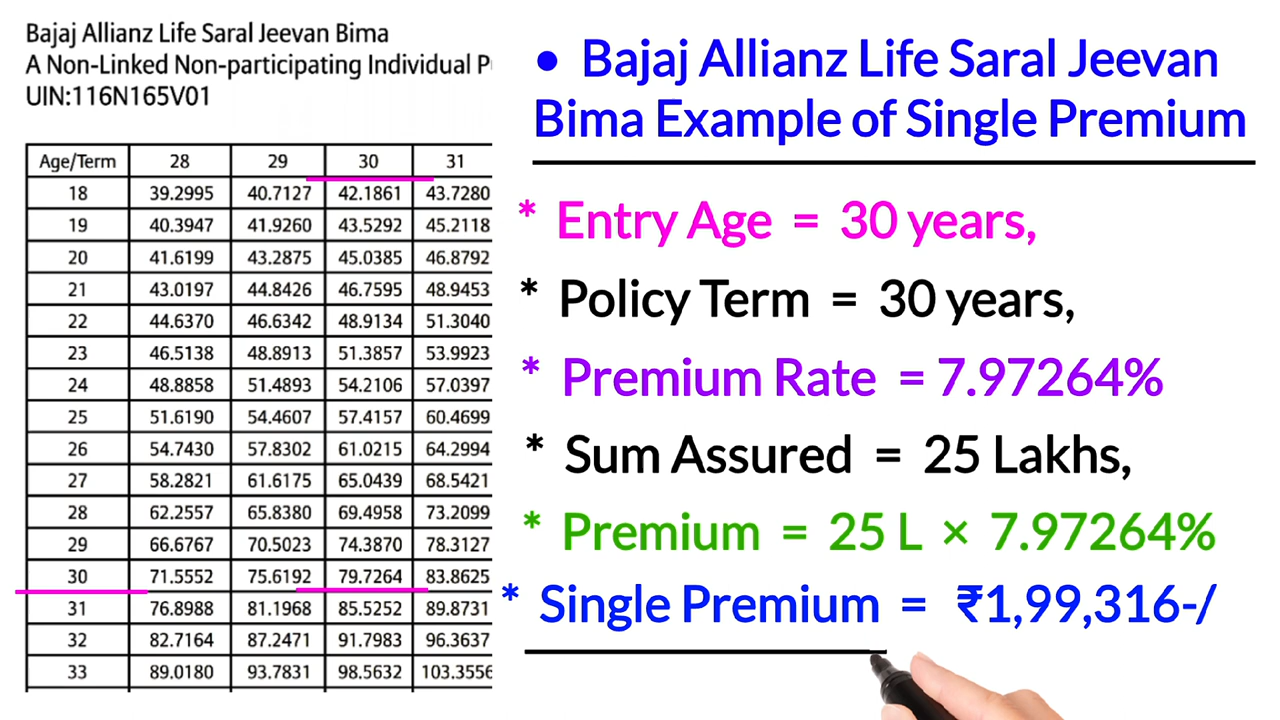 Bajaj Allianz Life Saral Jeevan Bima
A Non-Linked Non-participating Individual P
UIN:116N165V01
Age/Term 28 29 30 31
18 39.2995 40.7127 42.1861 43.7280
19 40.3947 41.9260 43.5292 45.2118
20 41.6199 43.2875 45.0385 46.8792
21 43.0197 44.8426 46.7595 48.9453
22 44.6370 46.6342 48.9134 51.3040
23 46.5138 48.8913 51.3857 53.9923
24 48.8858 51.4893 54.2106 57.0397
25 51.6190 54.4607 57.4157 60.4699
26 54.7430 57.8302 61.0215 64.2994
27 58.2821 61.6175 65.0439 68.5421
28 62.2557 65.8380 69.4958 73.2099
29 66.6767 70.5023 74.3870 78.3127
30 71.5552 75.6192 79.7264 83.8625
31 76.8988 81.1968 85.5252 89.8731
32 82.7164 87.2471 91.7983 96.3637
33 89.0180 93.7831 98.5632 103.3556
• Bajaj Allianz Life Saral Jeevan
Bima Example of Single Premium
* Entry Age = 30 years,
* Policy Term = 30 years,
* Premium Rate = 7.97264%
* Sum Assured = 25 Lakhs,
* Premium = 25 L × 7.97264%
* Single Premium = ₹1,99,316-/